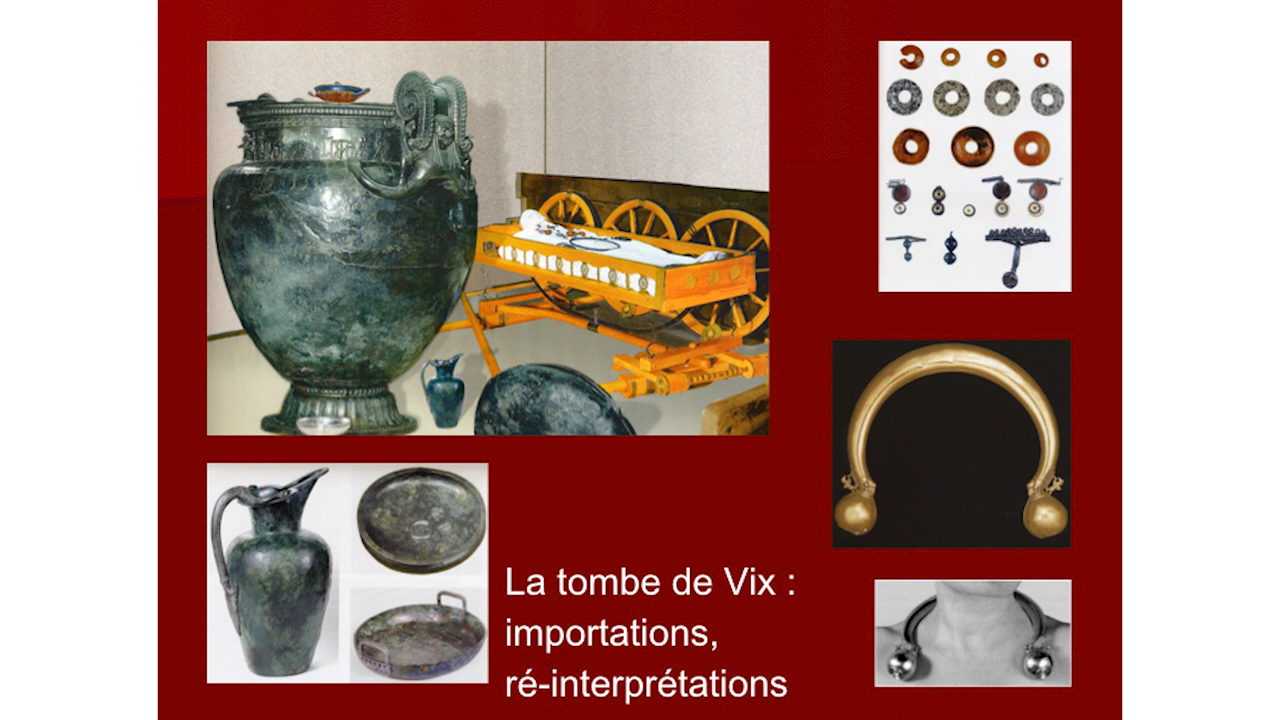 La tombe de Vix :
importations,
ré-interprétations